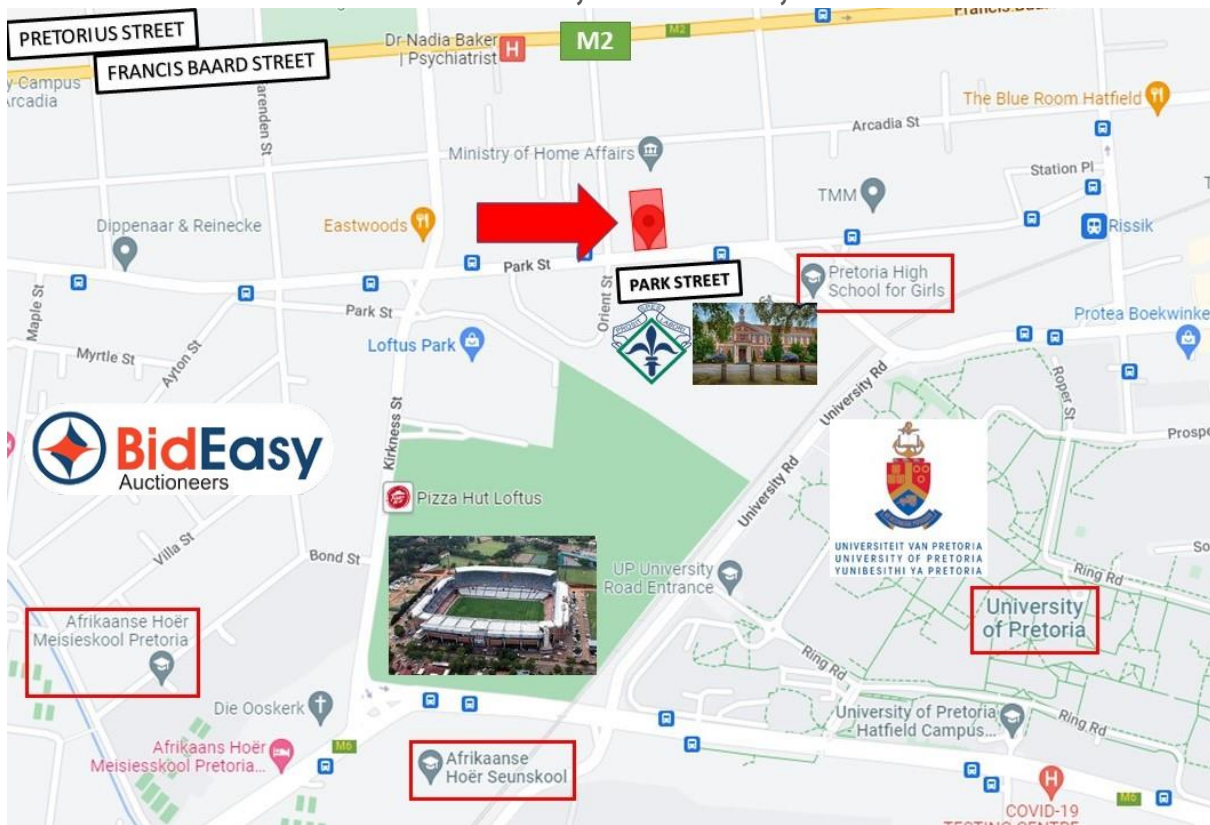 PRETORIUS STREET
FRANCIS BAARD STREET
Dr Nadia Baker
| Psychiatrist
H
M2
M2
y Campus
Arcadia
The Blue Room Hatfield
Arcadia St
Ministry of Home Affairs
Station Pl
TMM
Dippenaar & Reinecke
Eastwoods
Rissik
Park St
PARK STREET
Pretoria High
School for Girls
Orient St
Maple St
Park St
PROSIT
SPES
LABORI
Protea Boekwinke
Loftus Park
Myrtle St
Ayton St
University Rd
Roper St
Kirkness St
Prospe
BidEasy
Auctioneers
Pizza Hut Loftus
University Rd
UNIVERSITEIT VAN PRETORIA
UNIVERSITY OF PRETORIA
YUNIBESITHI YA PRETORIA
Villa St
Bond St
UP University
Road Entrance
So
Ring Rd
University
of Pretoria
Afrikaanse Hoër
Meisieskool Pretoria
Ring Rd
Die Ooskerk
University of Pretoria
- Hatfield Campus...
Ring Rd
Afrikaans Hoër
Meisiesskool Pretoria...
M6
Afrikaanse
Hoër Seunskool
H
M6
COVID-19
TESTING CENTRE